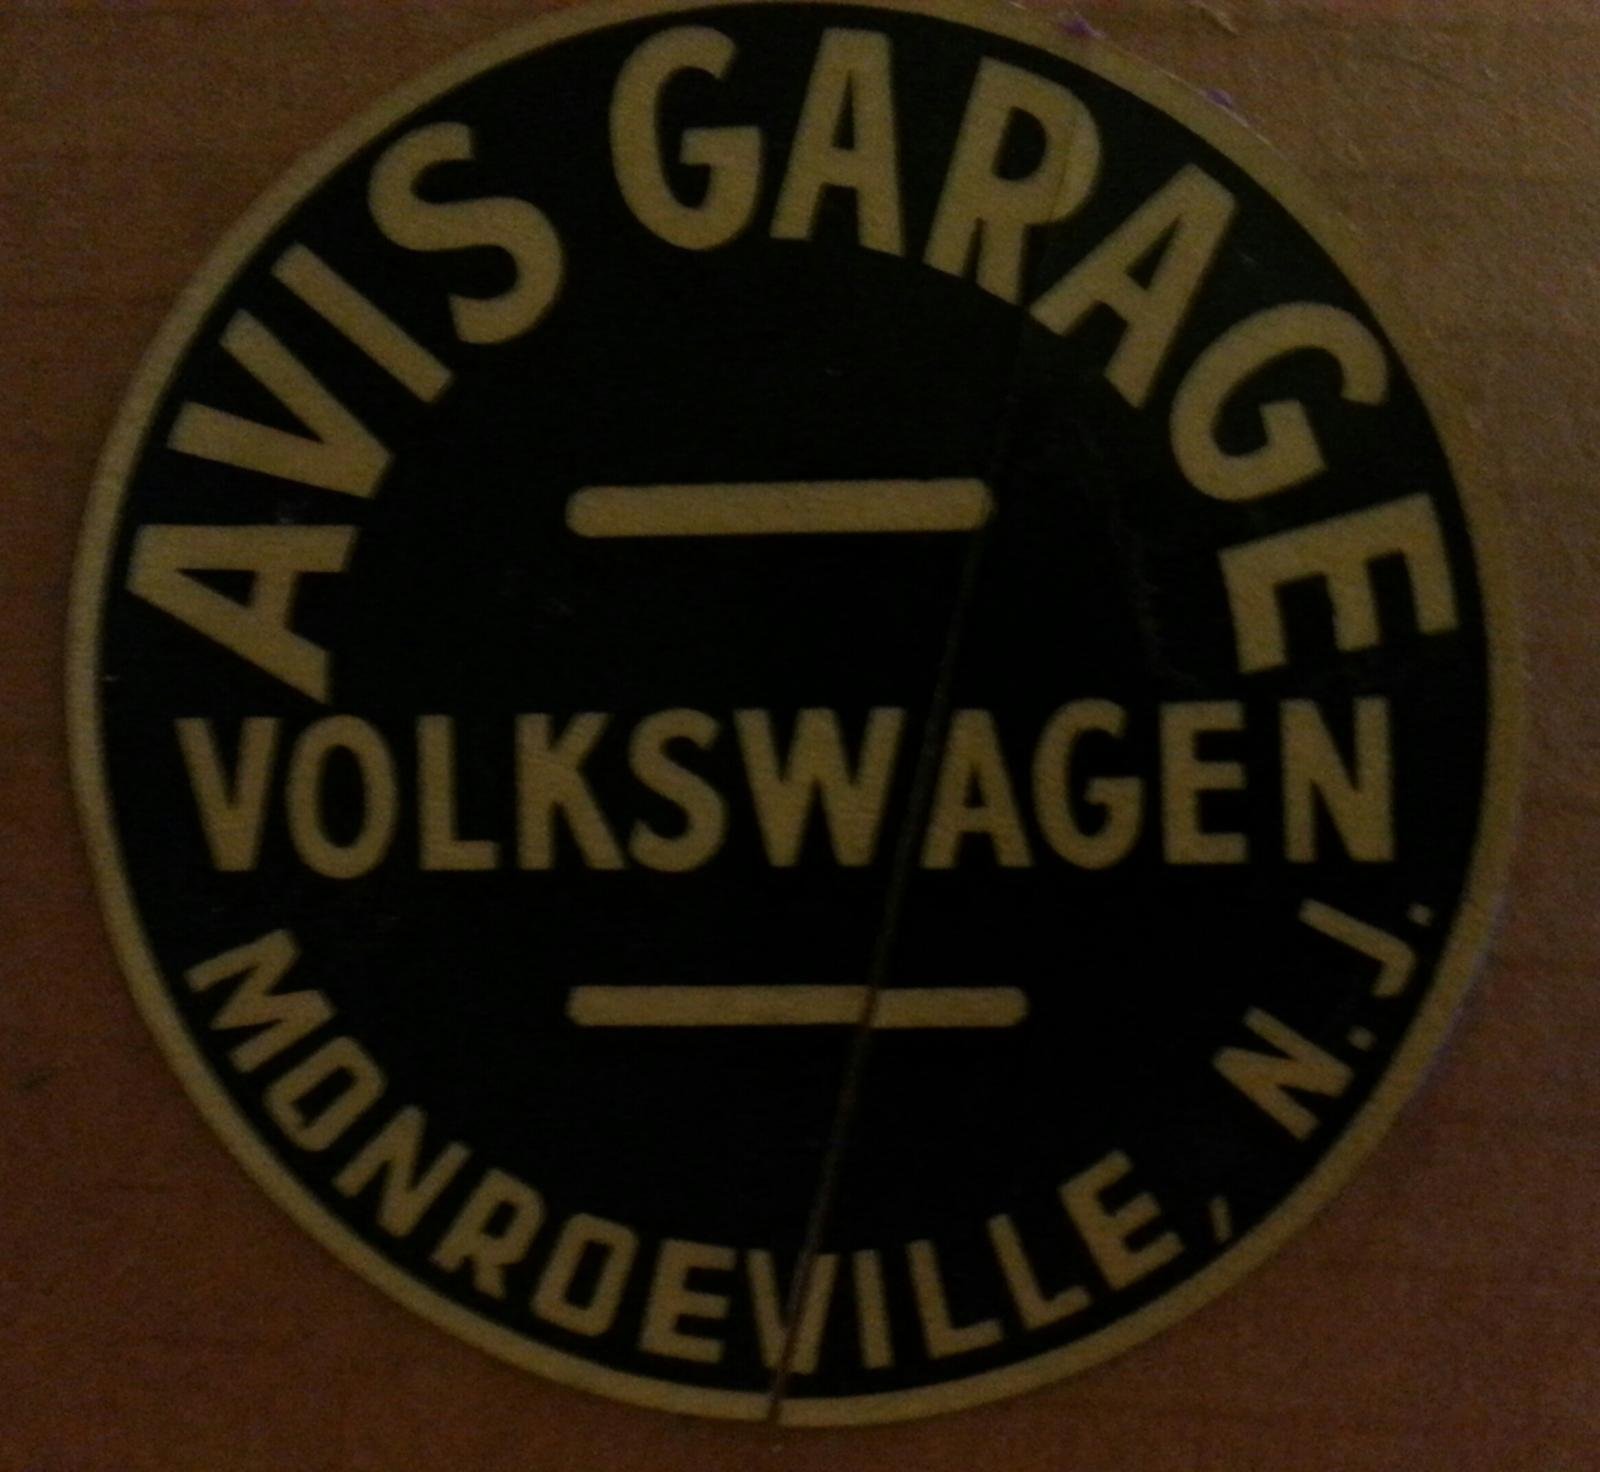 AVIS GARAGE
VOLKSWAGEN
MONROEVILLE, N.J.